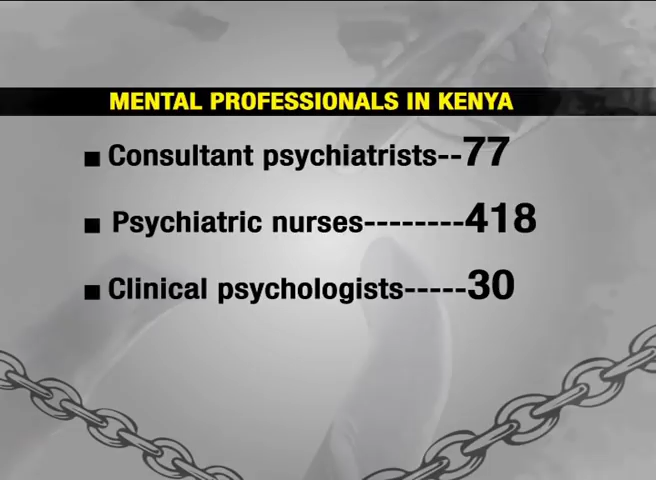 MENTAL PROFESSIONALS IN KENYA
■ Consultant psychiatrists--77
■ Psychiatric nurses--------418
■ Clinical psychologists-----30